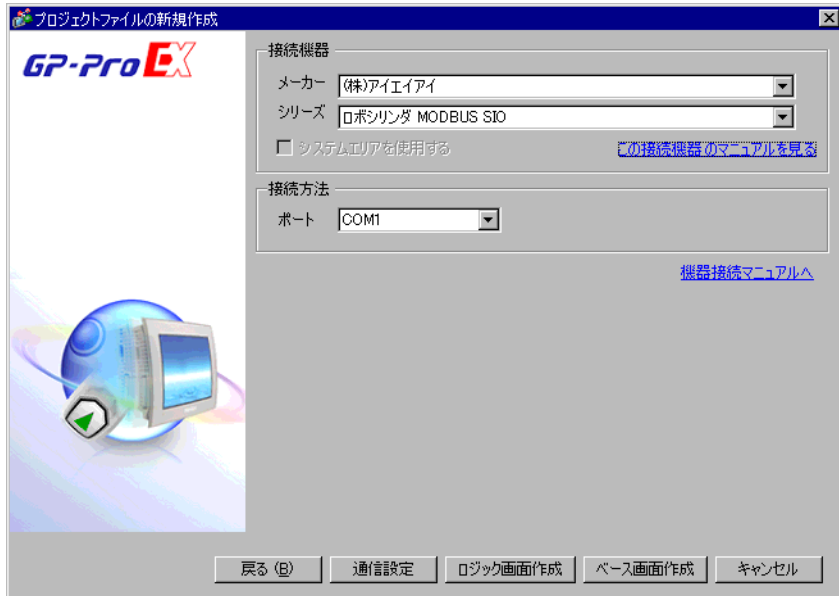 プロジェクトファイルの新規作成
GP-Pro EX
接続機器
メーカー (株)アイエイアイ
シリーズ ロボシリンダ MODBUS SIO
システムエリアを使用する
この接続機器のマニュアルを見る
接続方法
ポート COM1
機器接続マニュアルへ
戻る (B) 通信設定 ロジック画面作成 ベース画面作成 キャンセル